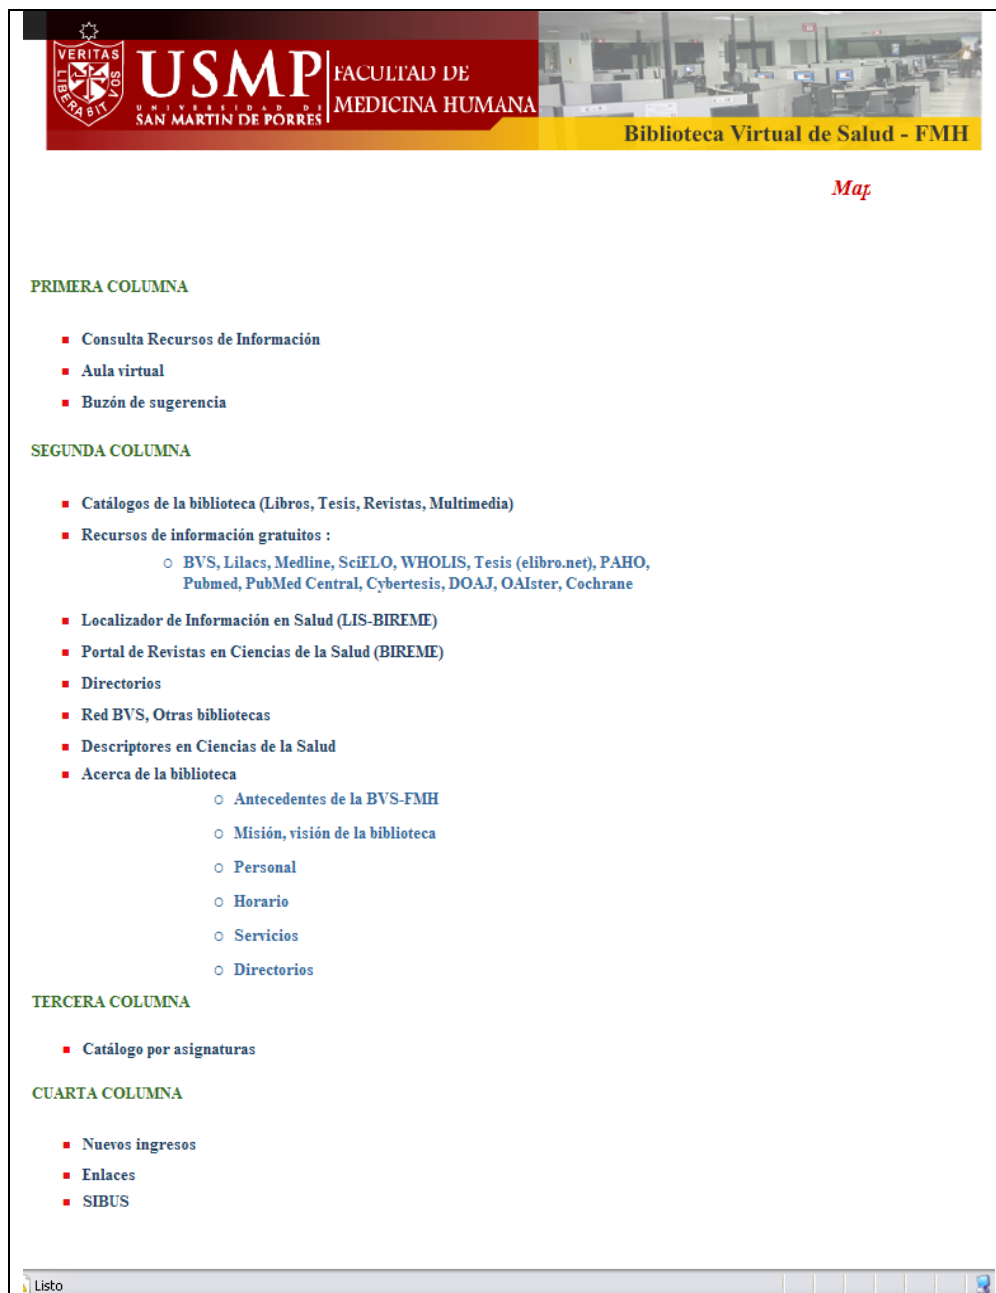 VERITAS
LIBERABIT VOS
USMP
UNIVERSIDAD DE
SAN MARTIN DE PORRES
FACULTAD DE
MEDICINA HUMANA
Biblioteca Virtual de Salud - FMH
Map
PRIMERA COLUMNA
Consulta Recursos de Información
Aula virtual
Buzón de sugerencia
SEGUNDA COLUMNA
Catálogos de la biblioteca (Libros, Tesis, Revistas, Multimedia)
Recursos de información gratuitos :
BVS, Lilacs, Medline, SciELO, WHOLIS, Tesis (elibro.net), PAHO,
Pubmed, PubMed Central, Cybertesis, DOAJ, OAIster, Cochrane
Localizador de Información en Salud (LIS-BIREME)
Portal de Revistas en Ciencias de la Salud (BIREME)
Directorios
Red BVS, Otras bibliotecas
Descriptores en Ciencias de la Salud
Acerca de la biblioteca
Antecedentes de la BVS-FMH
Misión, visión de la biblioteca
Personal
Horario
Servicios
Directorios
TERCERA COLUMNA
Catálogo por asignaturas
CUARTA COLUMNA
Nuevos ingresos
Enlaces
SIBUS
Listo